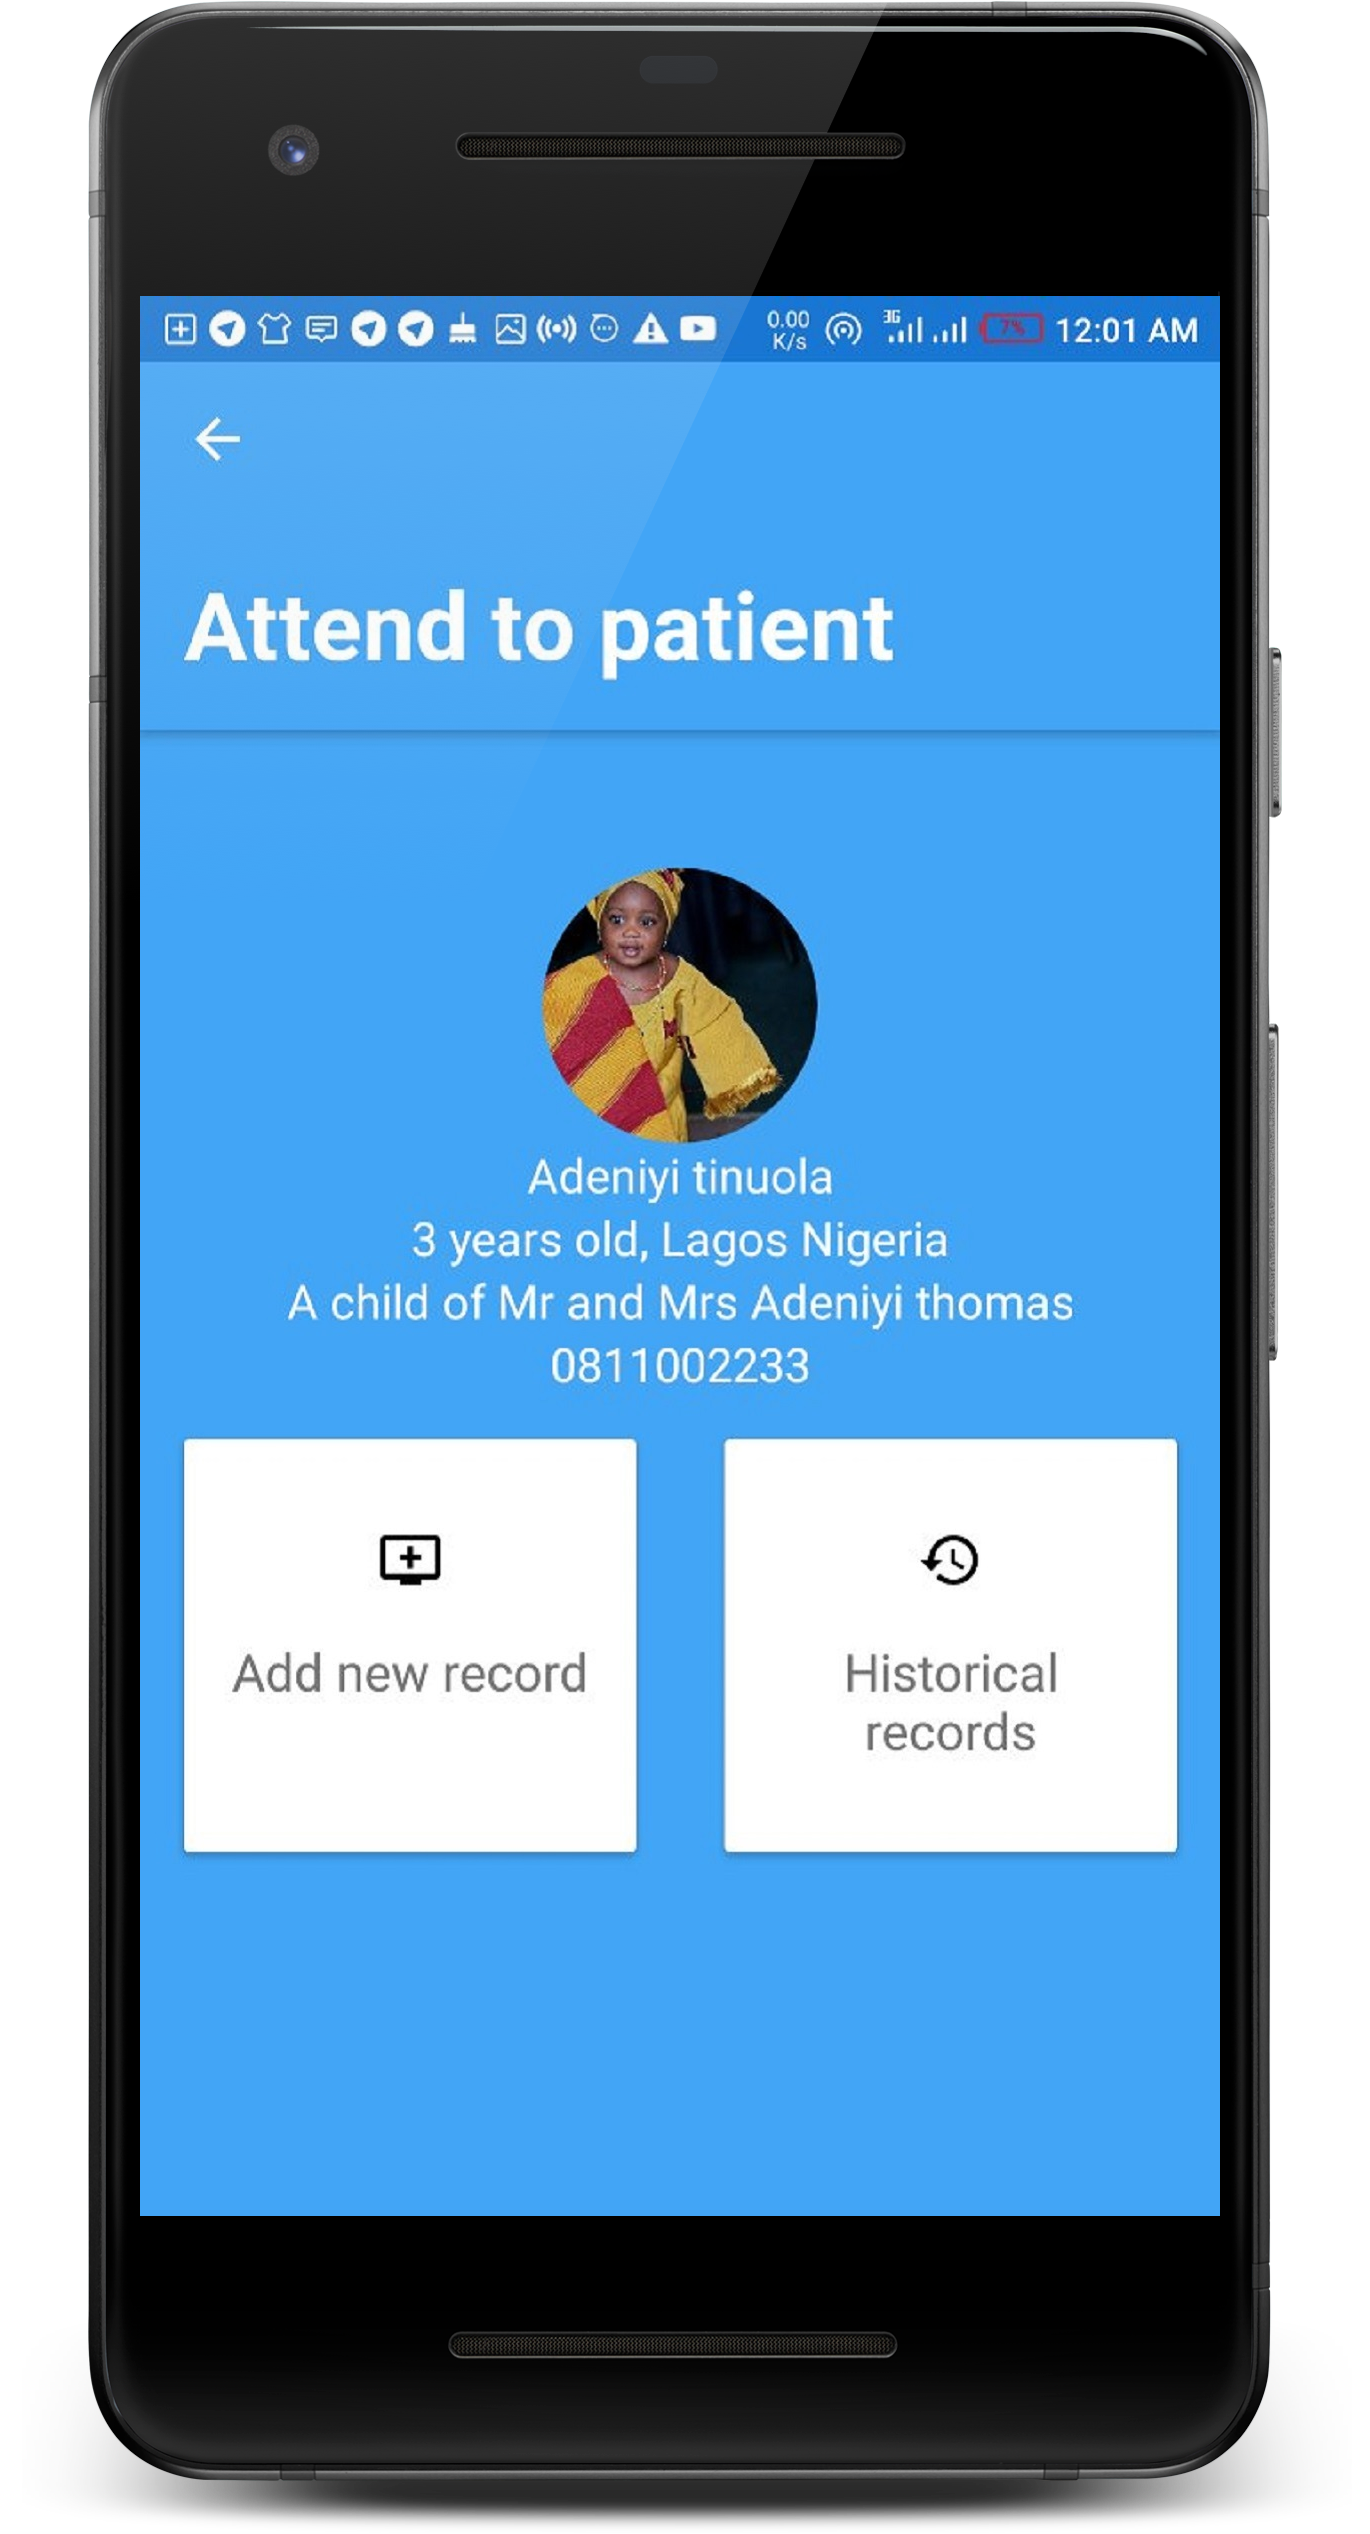 0.00
K/s
3G
7%
12:01 AM
Attend to patient
Adeniyi tinuola
3 years old, Lagos Nigeria
A child of Mr and Mrs Adeniyi thomas
0811002233
Add new record
Historical
records